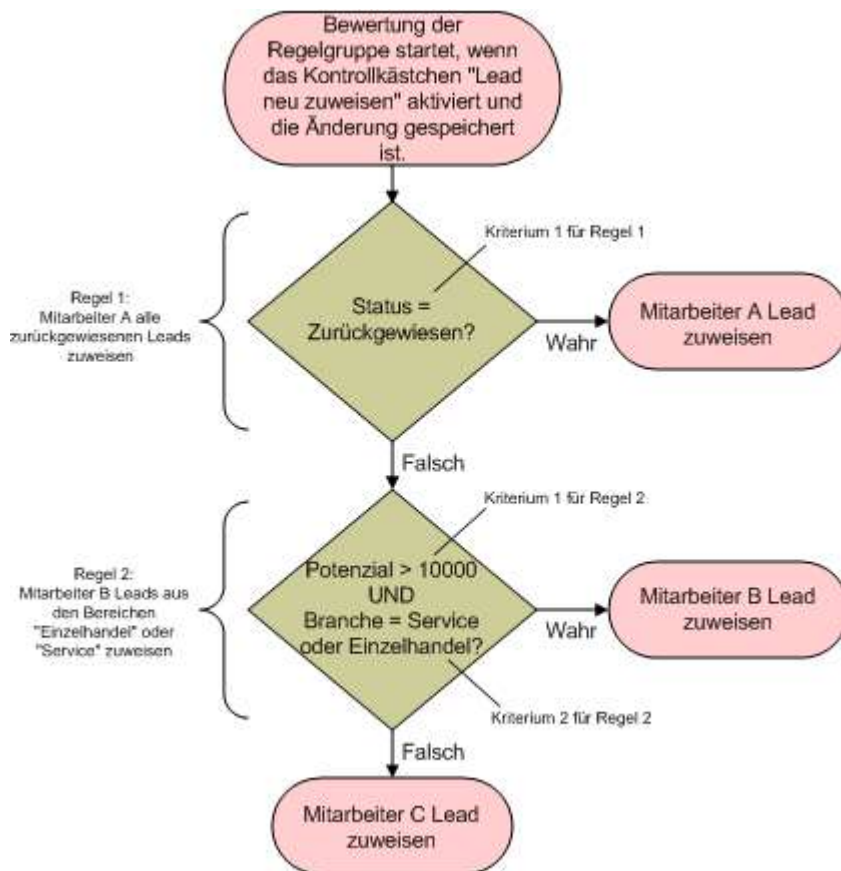 Bewertung der
Regelgruppe startet, wenn
das Kontrollkästchen "Lead
neu zuweisen" aktiviert und
die Änderung gespeichert
ist.
Kriterium 1 für Regel 1
Regel 1:
Mitarbeiter A alle
zurückgewiesenen Leads
zuweisen
Status =
Zurückgewiesen?
Wahr
Mitarbeiter A Lead
zuweisen
Falsch
Kriterium 1 für Regel 2
Regel 2:
Mitarbeiter B Leads aus
den Bereichen
"Einzelhandel" oder
"Service" zuweisen
Potenzial > 10000
UND
Branche = Service
oder Einzelhandel?
Wahr
Mitarbeiter B Lead
zuweisen
Kriterium 2 für Regel 2
Falsch
Mitarbeiter C Lead
zuweisen